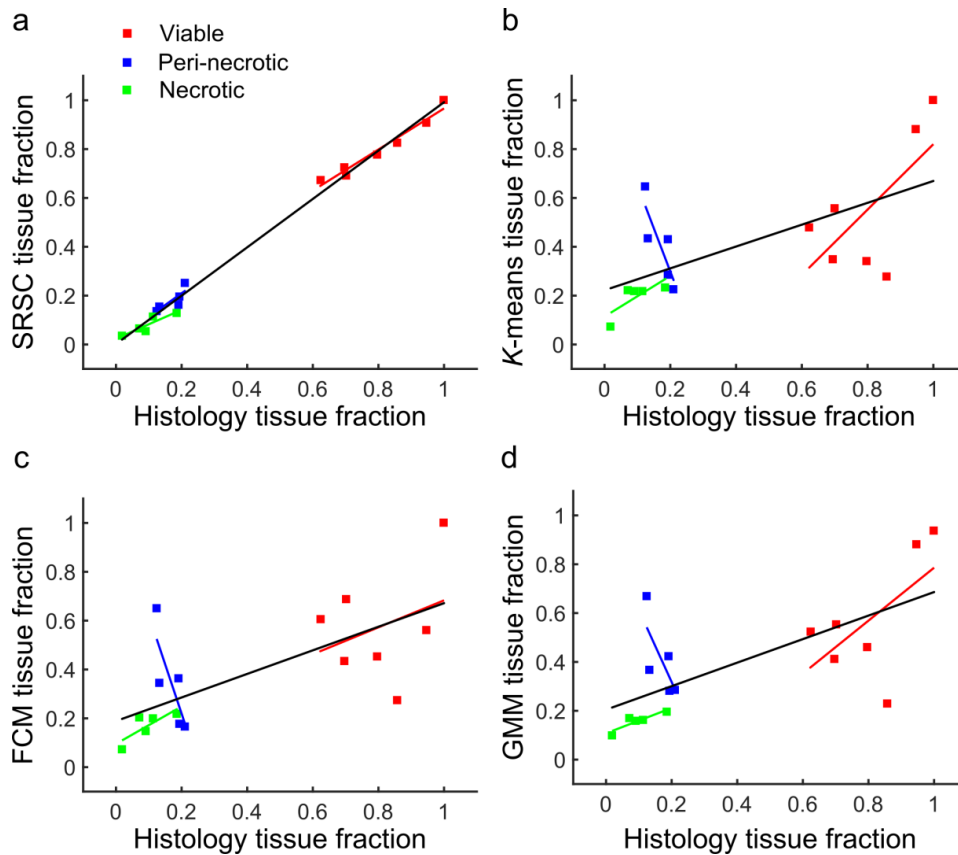 a
Viable
Peri-necrotic
Necrotic
SRSC tissue fraction
1
0.8
0.6
0.4
0.2
0
0 0.2 0.4 0.6 0.8 1
Histology tissue fraction
b
K-means tissue fraction
1
0.8
0.6
0.4
0.2
0
0 0.2 0.4 0.6 0.8 1
Histology tissue fraction
c
FCM tissue fraction
1
0.8
0.6
0.4
0.2
0
0 0.2 0.4 0.6 0.8 1
Histology tissue fraction
d
GMM tissue fraction
1
0.8
0.6
0.4
0.2
0
0 0.2 0.4 0.6 0.8 1
Histology tissue fraction